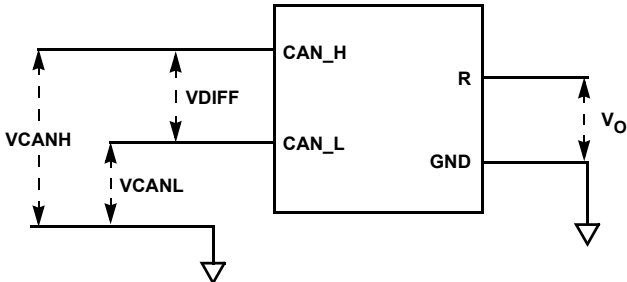 CAN_H
R
VDIFF
VCANH
VO
CAN_L
GND
VCANL